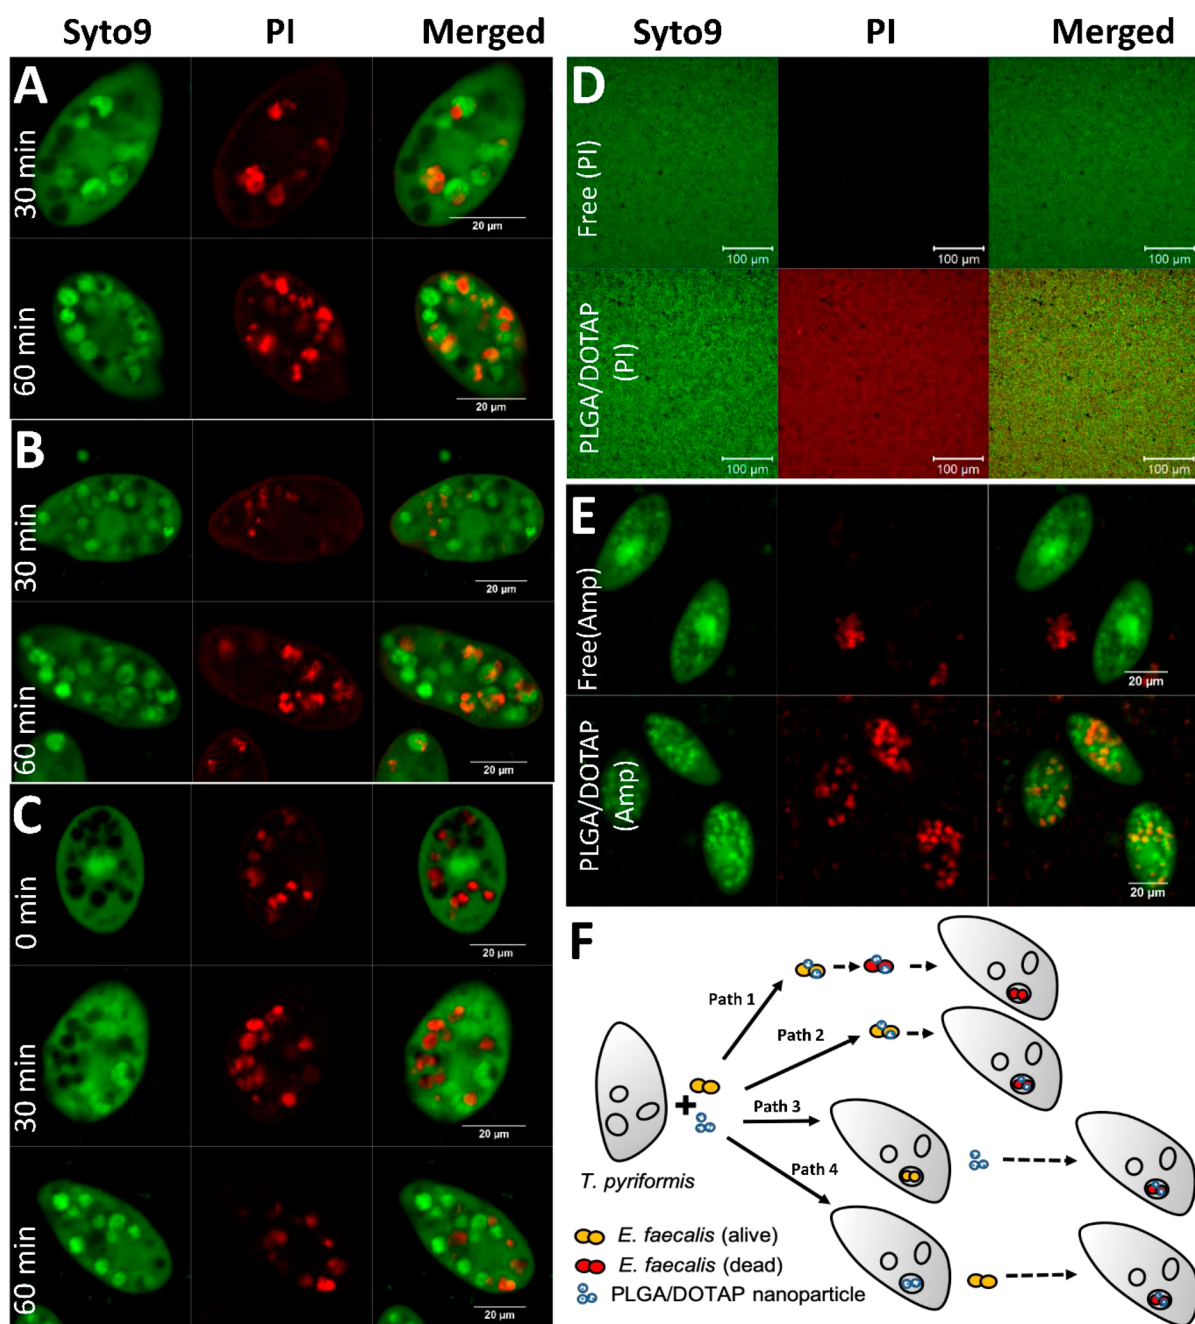 Syto9 PI Merged
A
30 min
20 µm
60 min
20 µm
B
30 min
20 µm
60 min
20 µm
C
0 min
20 µm
30 min
20 µm
60 min
20 µm
Syto9 PI Merged
D
Free (PI)
100 µm 100 µm 100 µm
PLGA/DOTAP
(PI)
100 µm 100 µm 100 µm
E
Free(Amp)
20 µm
PLGA/DOTAP
(Amp)
20 µm
F
Path 1
Path 2
Path 3
Path 4
+
T. pyriformis
E. faecalis (alive)
E. faecalis (dead)
PLGA/DOTAP nanoparticle